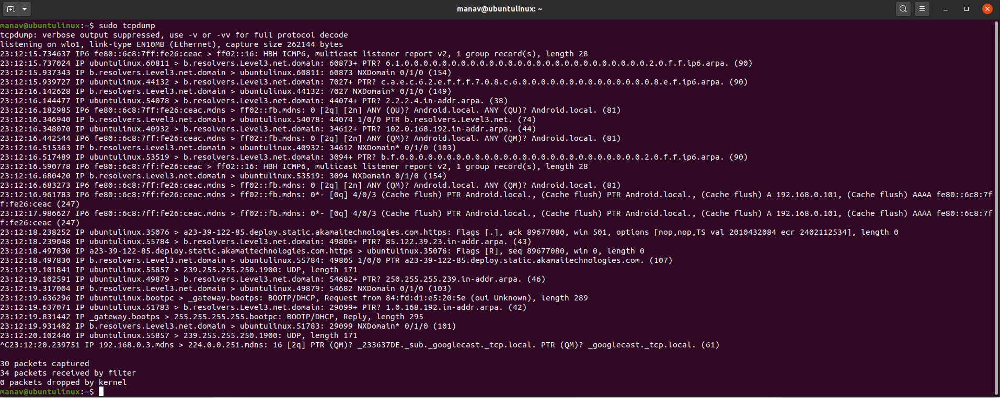 manav@ubuntulinux: ~
manav@ubuntulinux:~$ sudo tcpdump
tcpdump: verbose output suppressed, use -v or -vv for full protocol decode
listening on wlo1, link-type EN10MB (Ethernet), capture size 262144 bytes
23:12:15.734637 IP6 fe80::6c8:7ff:fe26:ceac > ff02::16: HBH ICMP6, multicast listener report v2, 1 group record(s), length 28
23:12:15.737024 IP ubuntulinux.60811 > b.resolvers.Level3.net.domain: 60873+ PTR? 6.1.0.0.0.0.0.0.0.0.0.0.0.0.0.0.0.0.0.0.0.0.0.0.0.0.0.0.2.0.f.f.ip6.arpa. (90)
23:12:15.937343 IP b.resolvers.Level3.net.domain > ubuntulinux.60811: 60873 NXDomain 0/1/0 (154)
23:12:15.939727 IP ubuntulinux.44132 > b.resolvers.Level3.net.domain: 7027+ PTR? c.a.e.c.6.2.e.f.f.f.7.0.8.c.6.0.0.0.0.0.0.0.0.0.0.0.0.0.0.8.e.f.ip6.arpa. (90)
23:12:16.142628 IP b.resolvers.Level3.net.domain > ubuntulinux.44132: 7027 NXDomain* 0/1/0 (149)
23:12:16.144477 IP ubuntulinux.54078 > b.resolvers.Level3.net.domain: 44074+ PTR? 2.2.2.4.in-addr.arpa. (38)
23:12:16.182985 IP6 fe80::6c8:7ff:fe26:ceac.mdns > ff02::fb.mdns: 0 [2q] [2n] ANY (QU)? Android.local. ANY (QU)? Android.local. (81)
23:12:16.346940 IP b.resolvers.Level3.net.domain > ubuntulinux.54078: 44074 1/0/0 PTR b.resolvers.Level3.net. (74)
23:12:16.348070 IP ubuntulinux.40932 > b.resolvers.Level3.net.domain: 34612+ PTR? 102.0.168.192.in-addr.arpa. (44)
23:12:16.442544 IP6 fe80::6c8:7ff:fe26:ceac.mdns > ff02::fb.mdns: 0 [2q] [2n] ANY (QM)? Android.local. ANY (QM)? Android.local. (81)
23:12:16.515363 IP b.resolvers.Level3.net.domain > ubuntulinux.40932: 34612 NXDomain* 0/1/0 (103)
23:12:16.517489 IP ubuntulinux.53519 > b.resolvers.Level3.net.domain: 3094+ PTR? b.f.0.0.0.0.0.0.0.0.0.0.0.0.0.0.0.0.0.0.0.0.0.0.0.0.0.0.2.0.f.f.ip6.arpa. (90)
23:12:16.590778 IP6 fe80::6c8:7ff:fe26:ceac > ff02::16: HBH ICMP6, multicast listener report v2, 1 group record(s), length 28
23:12:16.680420 IP b.resolvers.Level3.net.domain > ubuntulinux.53519: 3094 NXDomain 0/1/0 (154)
23:12:16.683273 IP6 fe80::6c8:7ff:fe26:ceac.mdns > ff02::fb.mdns: 0 [2q] [2n] ANY (QM)? Android.local. ANY (QM)? Android.local. (81)
23:12:16.961783 IP6 fe80::6c8:7ff:fe26:ceac.mdns > ff02::fb.mdns: 0*- [0q] 4/0/3 (Cache flush) PTR Android.local., (Cache flush) PTR Android.local., (Cache flush) A 192.168.0.101, (Cache flush) AAAA fe80::6c8:7f
f:fe26:ceac (247)
23:12:17.986627 IP6 fe80::6c8:7ff:fe26:ceac.mdns > ff02::fb.mdns: 0*- [0q] 4/0/3 (Cache flush) PTR Android.local., (Cache flush) PTR Android.local., (Cache flush) A 192.168.0.101, (Cache flush) AAAA fe80::6c8:7f
f:fe26:ceac (247)
23:12:18.238252 IP ubuntulinux.35076 > a23-39-122-85.deploy.static.akamaitechnologies.com.https: Flags [.], ack 89677080, win 501, options [nop,nop,TS val 2010432084 ecr 2402112534], length 0
23:12:18.239048 IP ubuntulinux.55784 > b.resolvers.Level3.net.domain: 49805+ PTR? 85.122.39.23.in-addr.arpa. (43)
23:12:18.497830 IP a23-39-122-85.deploy.static.akamaitechnologies.com.https > ubuntulinux.35076: Flags [R], seq 89677080, win 0, length 0
23:12:18.497830 IP b.resolvers.Level3.net.domain > ubuntulinux.55784: 49805 1/0/0 PTR a23-39-122-85.deploy.static.akamaitechnologies.com. (107)
23:12:19.101841 IP ubuntulinux.55857 > 239.255.255.250.1900: UDP, length 171
23:12:19.102591 IP ubuntulinux.49879 > b.resolvers.Level3.net.domain: 54682+ PTR? 250.255.255.239.in-addr.arpa. (46)
23:12:19.317004 IP b.resolvers.Level3.net.domain > ubuntulinux.49879: 54682 NXDomain 0/1/0 (103)
23:12:19.636296 IP ubuntulinux.bootpc > _gateway.bootps: BOOTP/DHCP, Request from 84:fd:d1:e5:20:5e (oui Unknown), length 289
23:12:19.637071 IP ubuntulinux.51783 > b.resolvers.Level3.net.domain: 29099+ PTR? 1.0.168.192.in-addr.arpa. (42)
23:12:19.831442 IP _gateway.bootps > 255.255.255.255.bootpc: BOOTP/DHCP, Reply, length 295
23:12:19.931402 IP b.resolvers.Level3.net.domain > ubuntulinux.51783: 29099 NXDomain* 0/1/0 (101)
23:12:20.102446 IP ubuntulinux.55857 > 239.255.255.250.1900: UDP, length 171
^C23:12:20.239751 IP 192.168.0.3.mdns > 224.0.0.251.mdns: 16 [2q] PTR (QM)? _233637DE._sub._googlecast._tcp.local. PTR (QM)? _googlecast._tcp.local. (61)
30 packets captured
34 packets received by filter
0 packets dropped by kernel
manav@ubuntulinux:~$